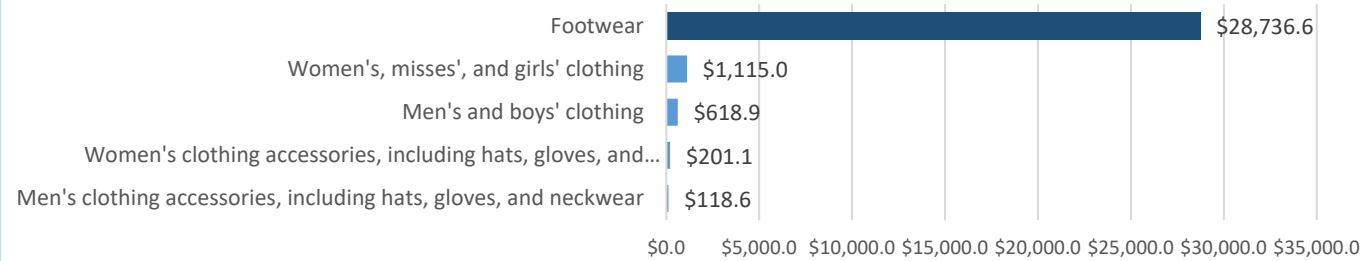 Footwear $28,736.6
Women's, misses', and girls' clothing $1,115.0
Men's and boys' clothing $618.9
Women's clothing accessories, including hats, gloves, and… $201.1
Men's clothing accessories, including hats, gloves, and neckwear $118.6
$0.0 $5,000.0 $10,000.0 $15,000.0 $20,000.0 $25,000.0 $30,000.0 $35,000.0